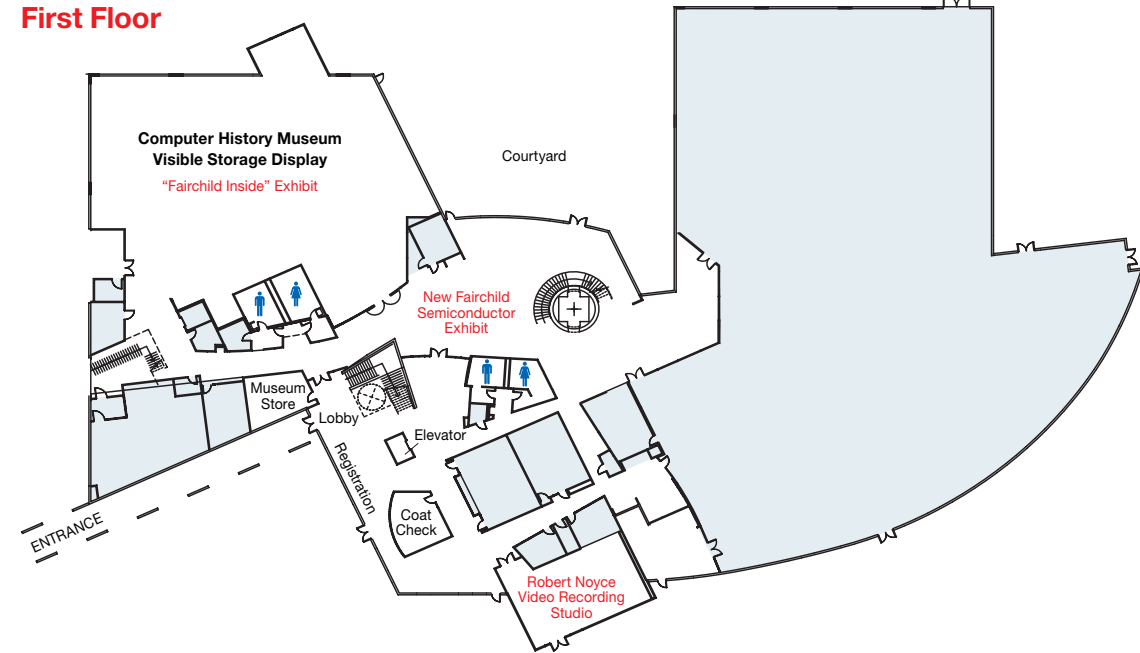 First Floor
Computer History Museum
Visible Storage Display
“Fairchild Inside” Exhibit
Courtyard
New Fairchild
Semiconductor
Exhibit
Museum
Store
Lobby
Elevator
Registration
Coat
Check
ENTRANCE
Robert Noyce
Video Recording
Studio